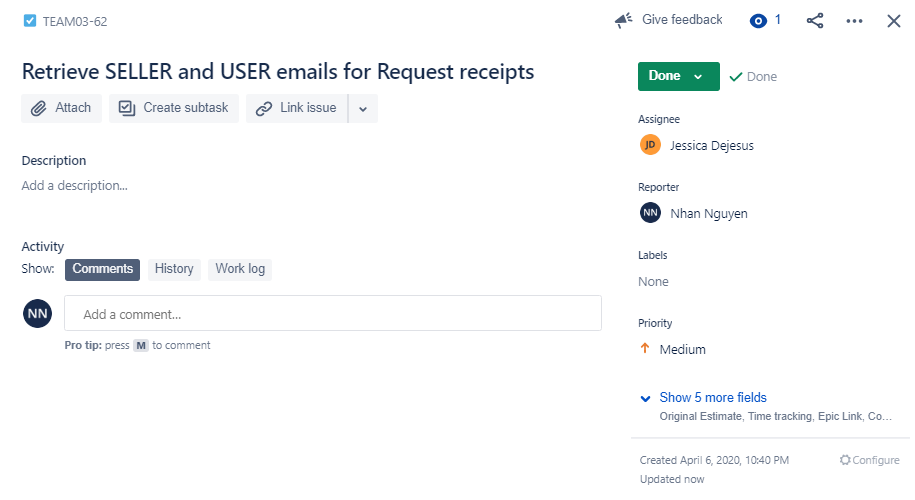 TEAM03-62
Give feedback
1
Retrieve SELLER and USER emails for Request receipts
Attach
Create subtask
Link issue
Description
Add a description...
Activity
Show: Comments History Work log
NN
Add a comment...
Pro tip: press M to comment
Done
Done
Assignee
JD Jessica Dejesus
Reporter
NN Nhan Nguyen
Labels
None
Priority
Medium
Show 5 more fields
Original Estimate, Time tracking, Epic Link, Co...
Created April 6, 2020, 10:40 PM
Configure
Updated now